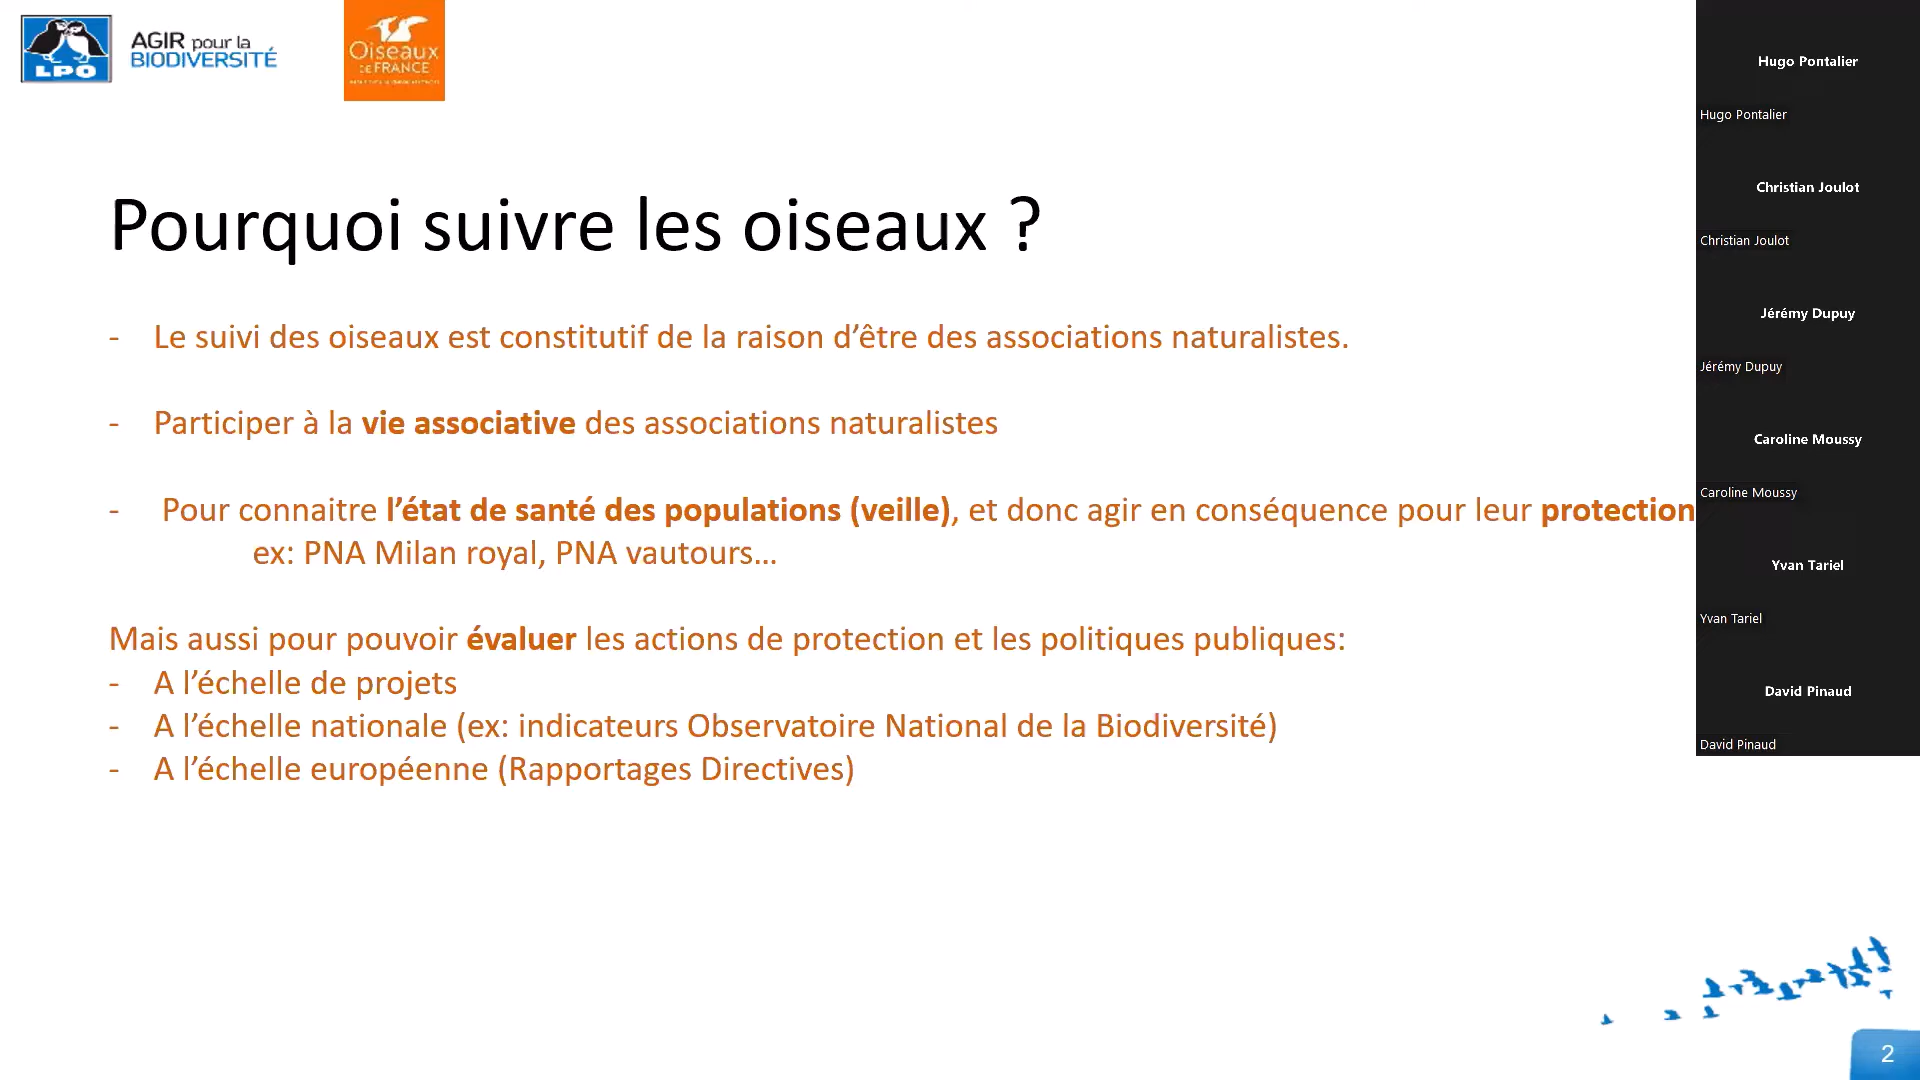 LPO
AGIR pour la
BIODIVERSITÉ
Oiseaux
DE FRANCE
Pourquoi suivre les oiseaux ?
- Le suivi des oiseaux est constitutif de la raison d’être des associations naturalistes.
- Participer à la vie associative des associations naturalistes
- Pour connaitre l’état de santé des populations (veille), et donc agir en conséquence pour leur protection
ex: PNA Milan royal, PNA vautours…
Mais aussi pour pouvoir évaluer les actions de protection et les politiques publiques:
- A l’échelle de projets
- A l’échelle nationale (ex: indicateurs Observatoire National de la Biodiversité)
- A l’échelle européenne (Rapportages Directives)
2
Hugo Pontalier
Hugo Pontalier
Christian Joulot
Christian Joulot
Jérémy Dupuy
Jérémy Dupuy
Caroline Moussy
Caroline Moussy
Yvan Tariel
Yvan Tariel
David Pinaud
David Pinaud